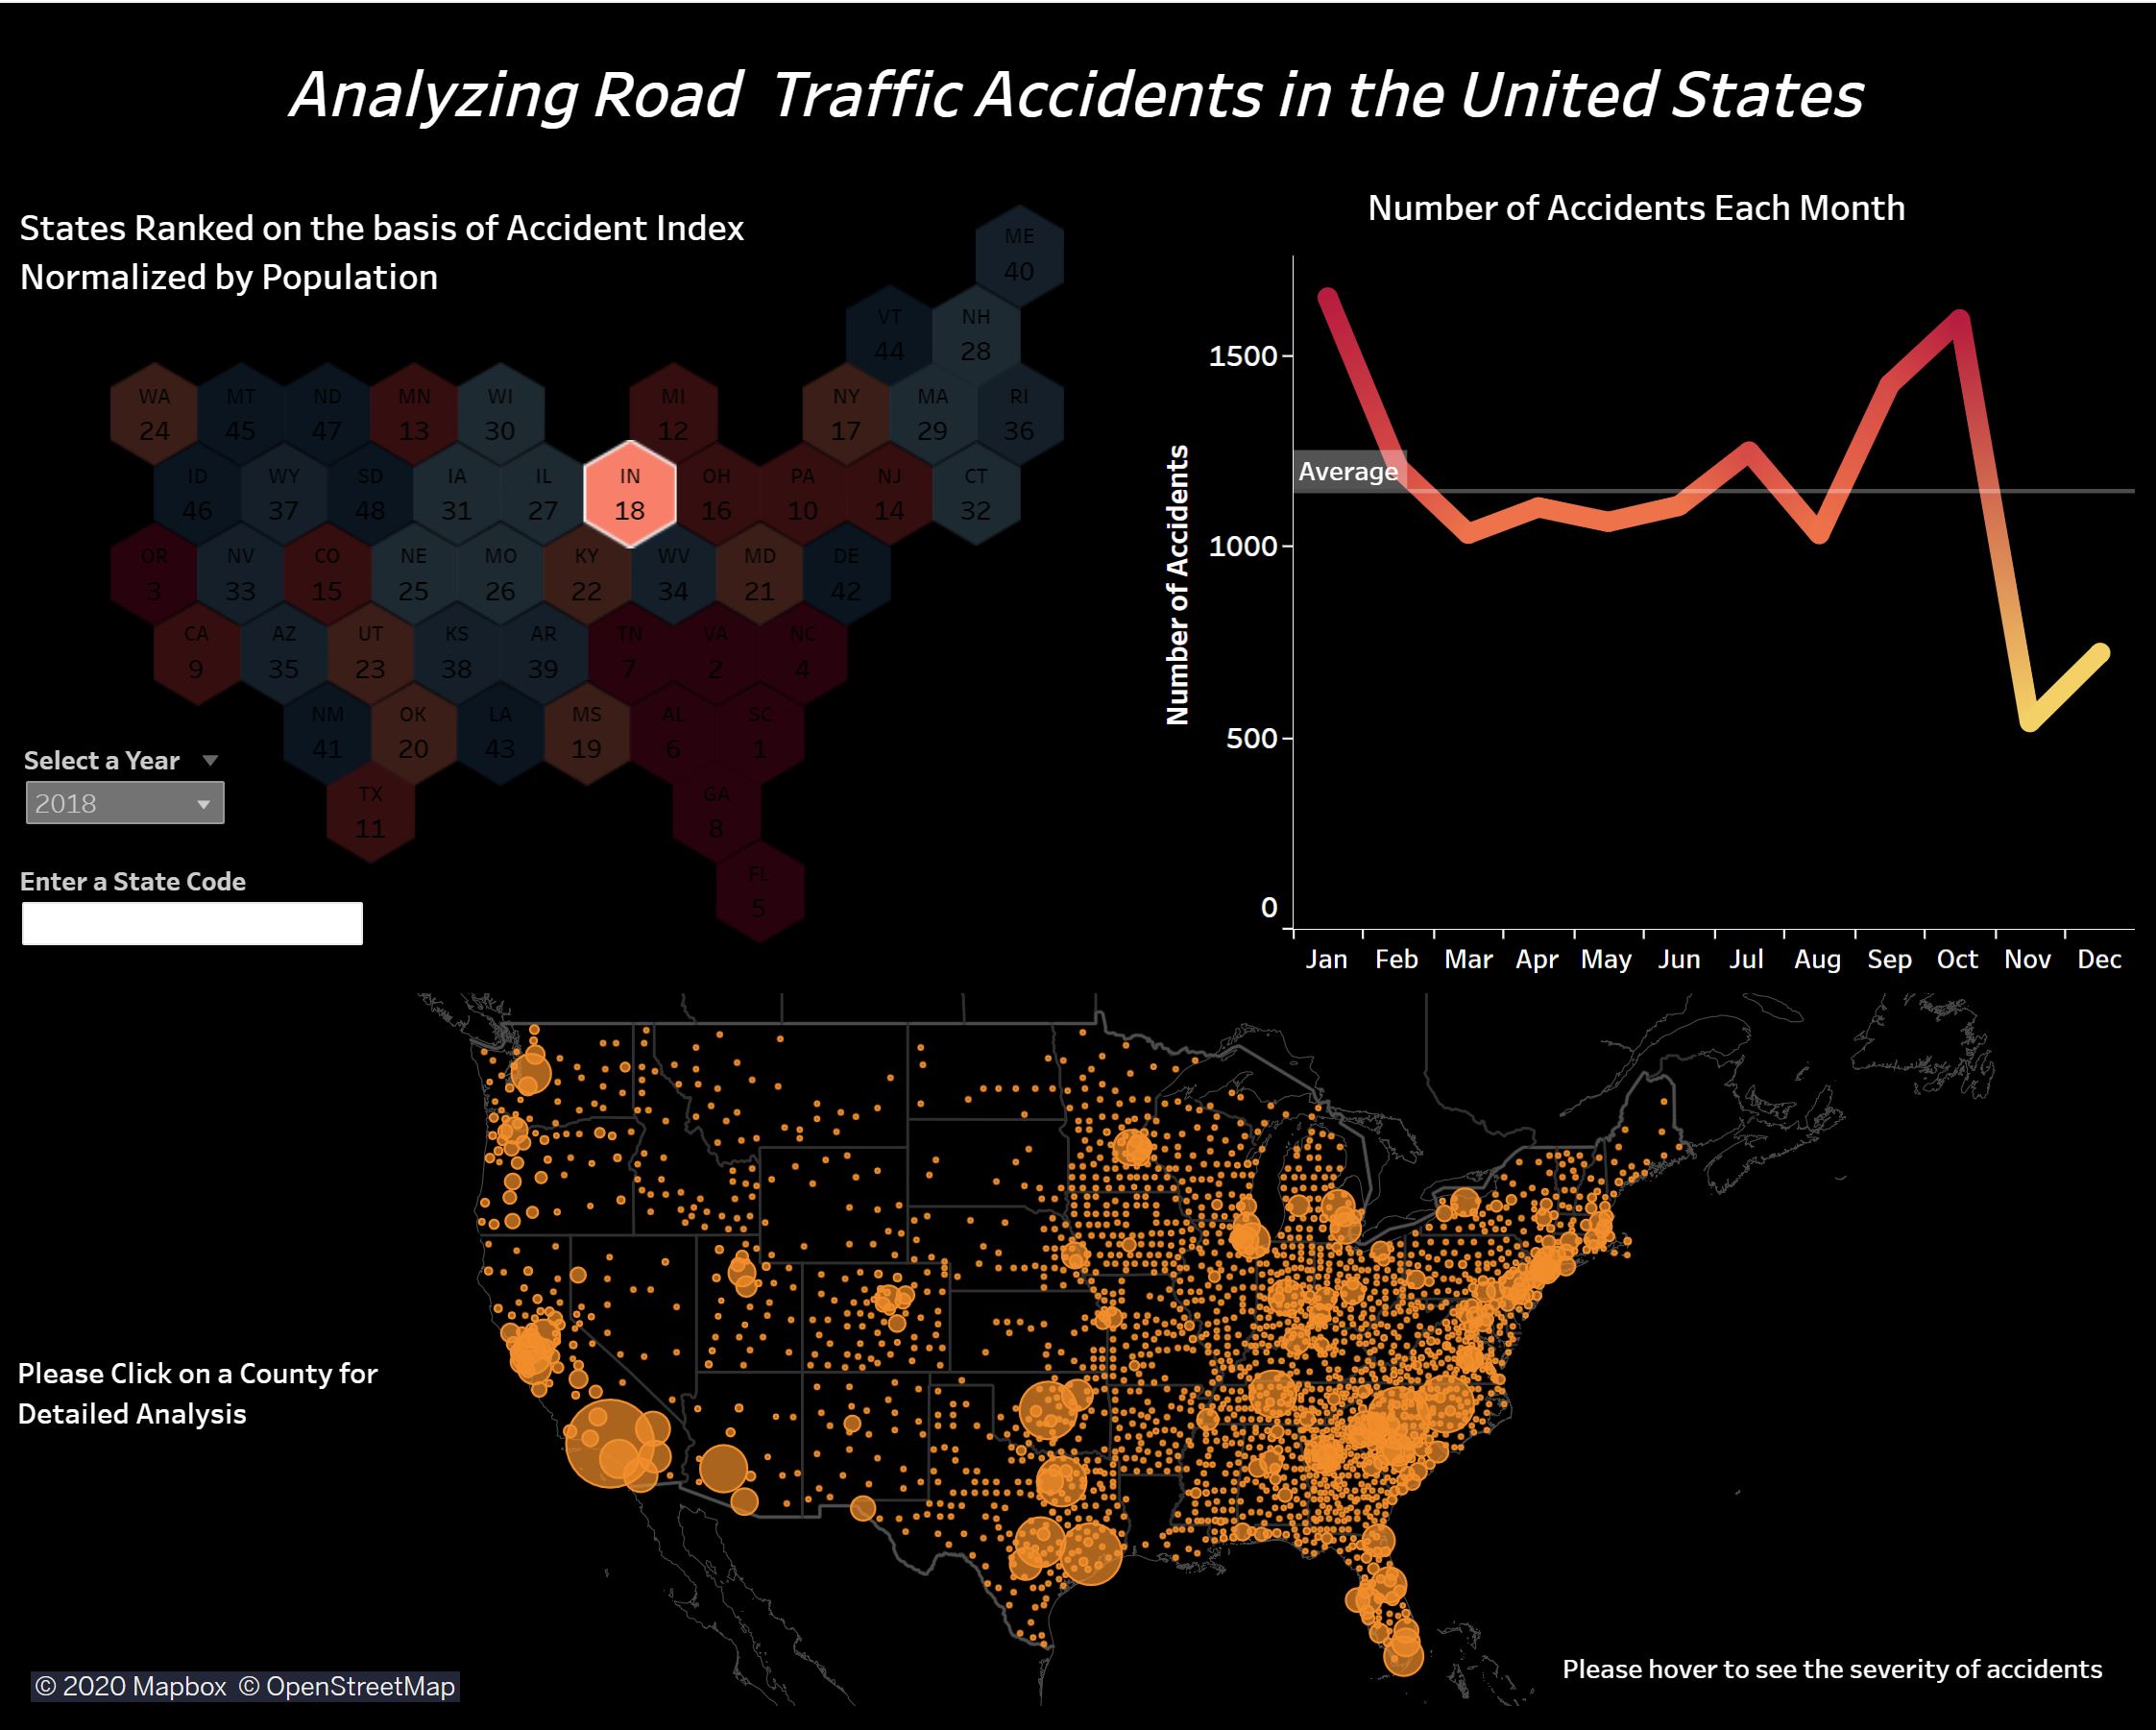 Analyzing Road  Traffic Accidents in the United States
States Ranked on the basis of Accident Index
Normalized by Population
ME
40
VT
44
NH
28
WA
24
MT
45
ND
47
MN
13
WI
30
MI
12
NY
17
MA
29
RI
36
ID
46
WY
37
SD
48
IA
31
IL
27
IN
18
OH
16
PA
10
NJ
14
CT
32
OR
3
NV
33
CO
15
NE
25
MO
26
KY
22
WV
34
MD
21
DE
42
CA
9
AZ
35
UT
23
KS
38
AR
39
TN
7
VA
2
NC
4
NM
41
OK
20
LA
43
MS
19
AL
6
SC
1
TX
11
GA
8
FL
5
Select a Year
2018
Enter a State Code
Number of Accidents Each Month
Number of Accidents
1500
Average
1000
500
0
Jan Feb Mar Apr May Jun Jul Aug Sep Oct Nov Dec
Please Click on a County for
Detailed Analysis
© 2020 Mapbox © OpenStreetMap
Please hover to see the severity of accidents